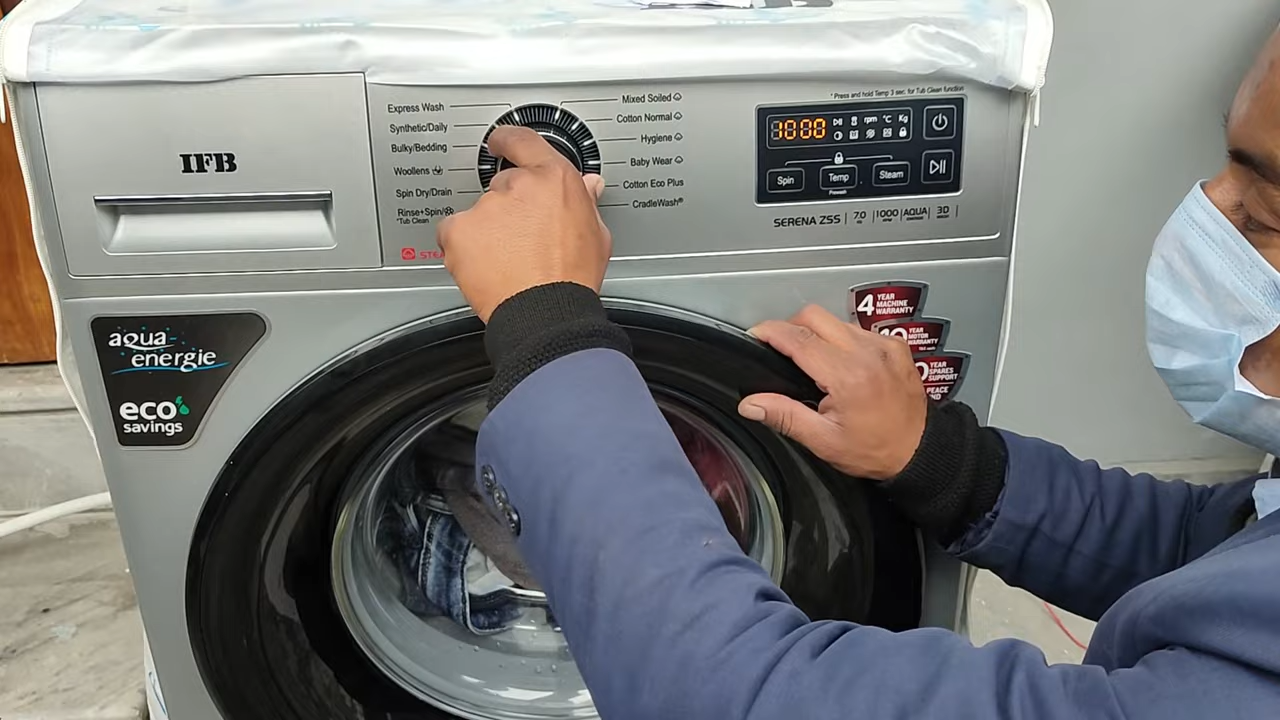 * Press and hold Temp 3 sec. for Tub Clean function
Express Wash
Synthetic/Daily
Bulky/Bedding
Woollens
Spin Dry/Drain
Rinse+Spin/
*Tub Clean
Mixed Soiled
Cotton Normal
Hygiene
Baby Wear
Cotton Eco Plus
CradleWash®
IFB
1000
rpm °C Kg
Spin
Temp
Steam
SERENA ZSS | 7.0 | 1000 | AQUA | 3D |
4 YEAR
MACHINE
WARRANTY
YEAR
MOTOR
WARRANTY
YEAR
SPARES
SUPPORT
aqua
energie
eco
savings